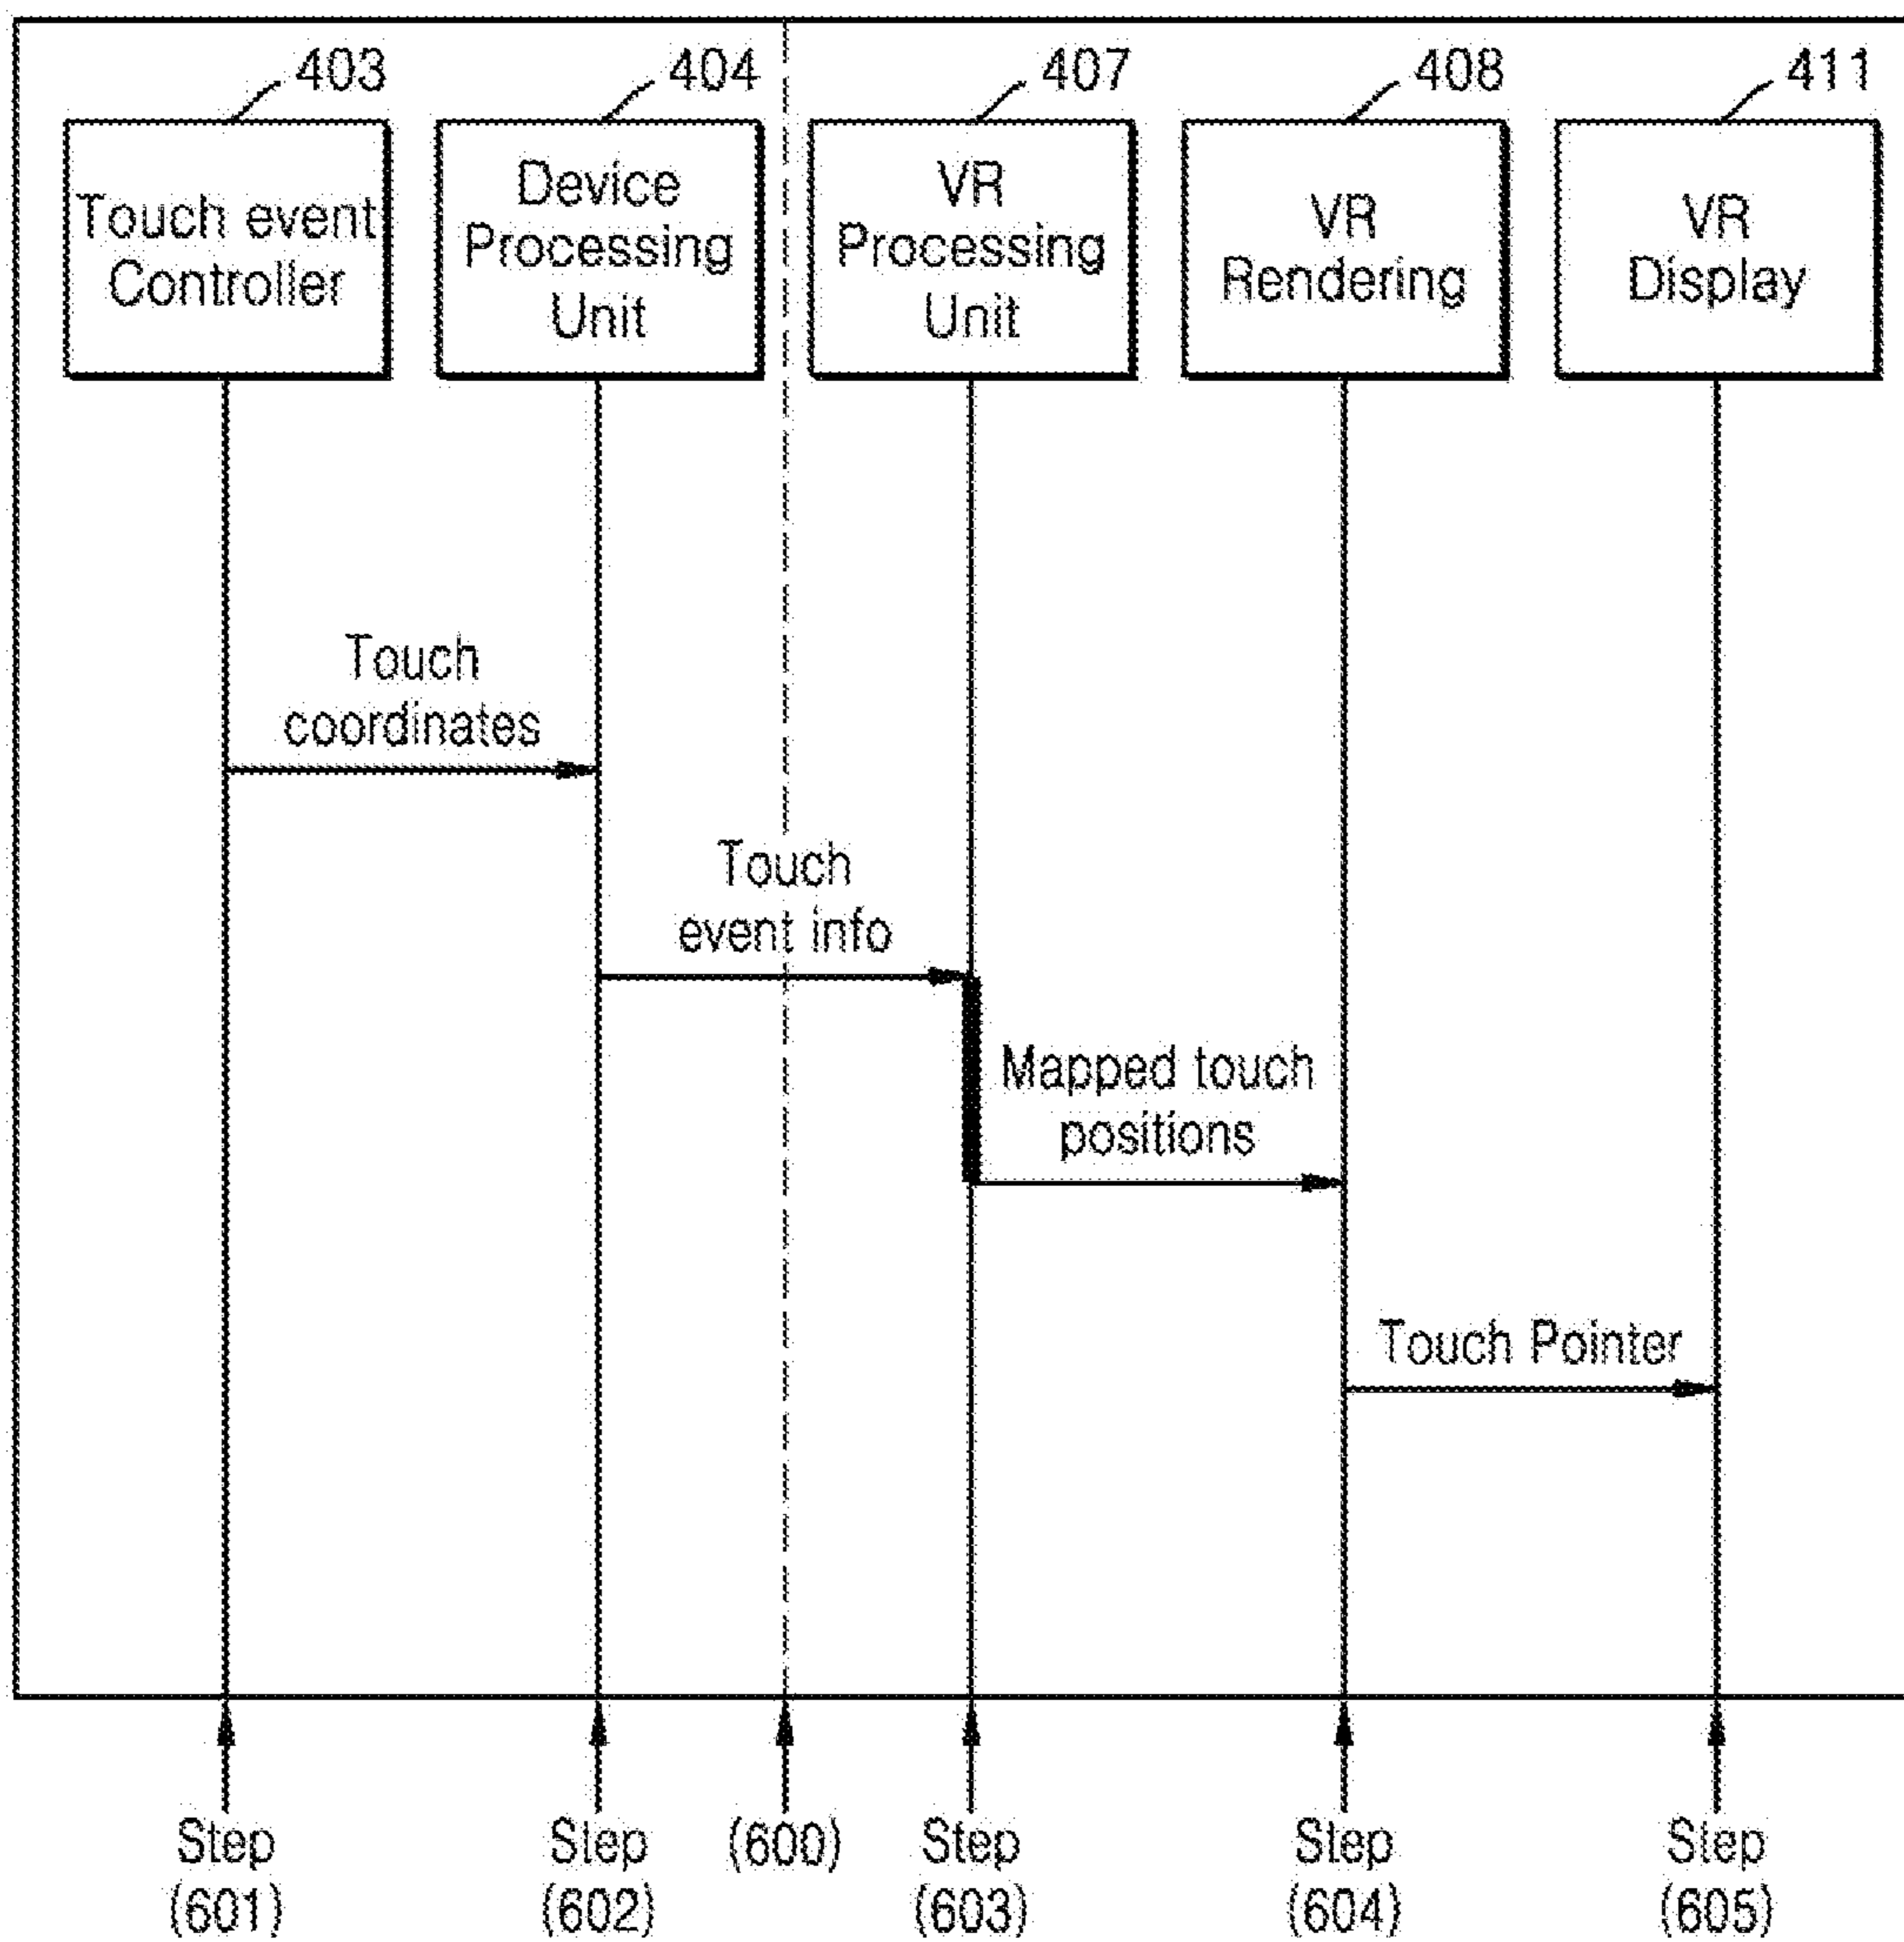 403
404
407
408
411
Touch event
Controller
Device
Processing
Unit
VR
Processing
Unit
VR
Rendering
VR
Display
Touch
coordinates
Touch
event info
Mapped touch
positions
Touch Pointer
Step
(601)
Step
(602)
(600)
Step
(603)
Step
(604)
Step
(605)